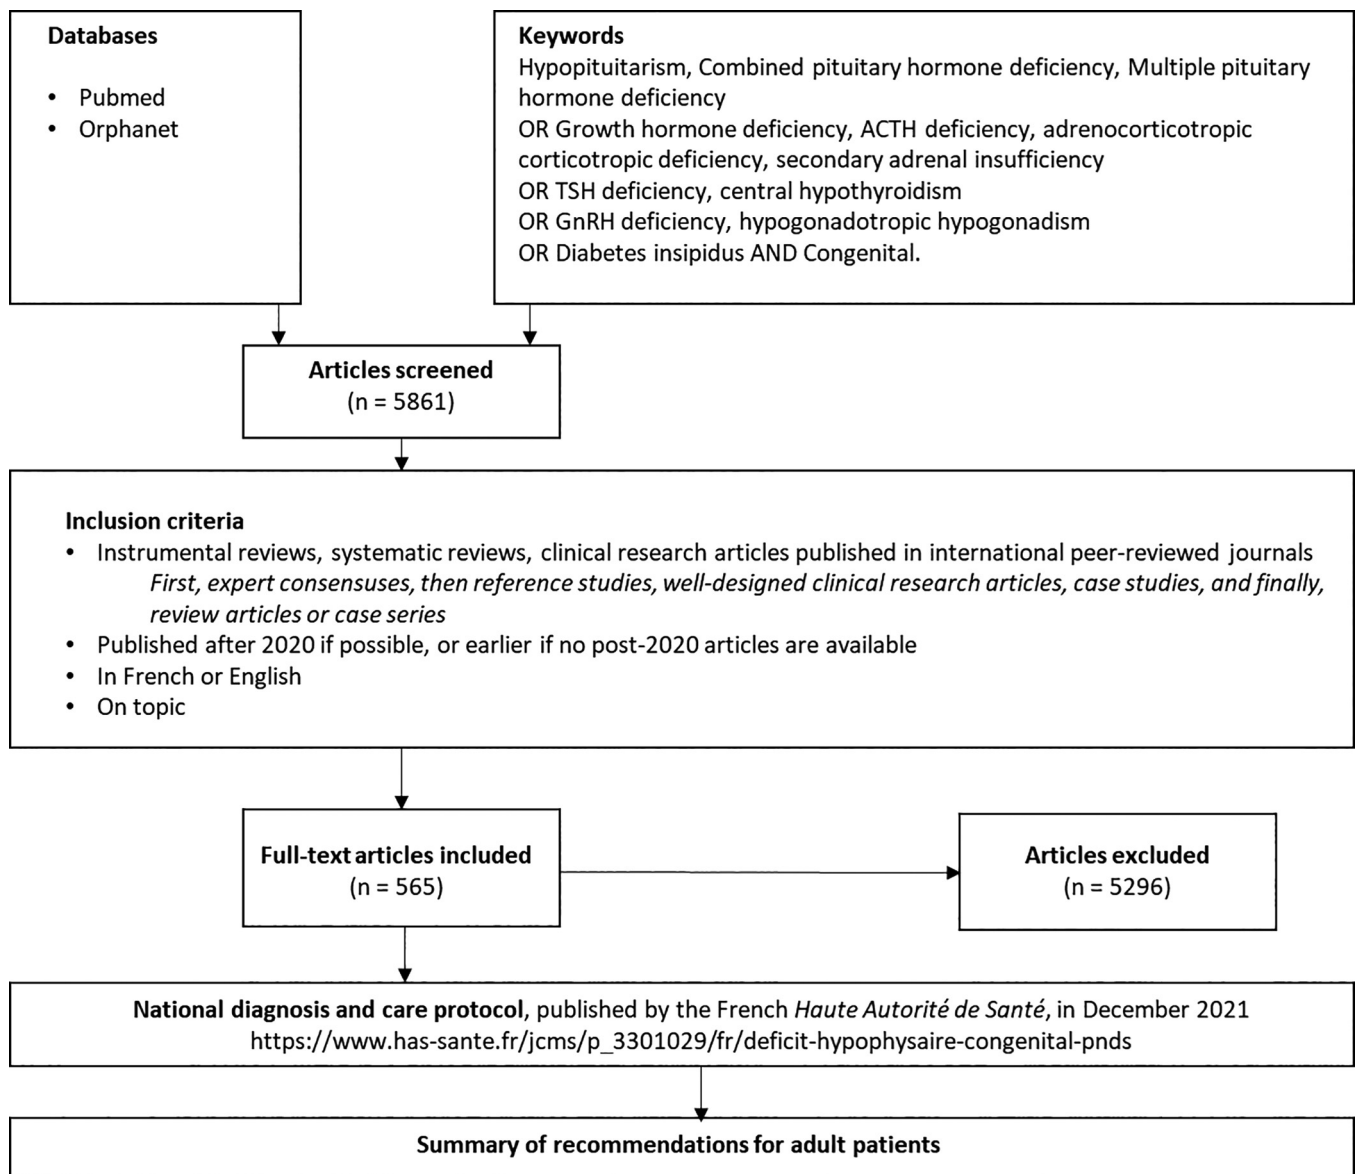 Databases
• Pubmed
• Orphanet
Keywords
Hypopituitarism, Combined pituitary hormone deficiency, Multiple pituitary
hormone deficiency
OR Growth hormone deficiency, ACTH deficiency, adrenocorticotropic
corticotropic deficiency, secondary adrenal insufficiency
OR TSH deficiency, central hypothyroidism
OR GnRH deficiency, hypogonadotropic hypogonadism
OR Diabetes insipidus AND Congenital.
Articles screened
(n = 5861)
Inclusion criteria
• Instrumental reviews, systematic reviews, clinical research articles published in international peer-reviewed journals
First, expert consensuses, then reference studies, well-designed clinical research articles, case studies, and finally,
review articles or case series
• Published after 2020 if possible, or earlier if no post-2020 articles are available
• In French or English
• On topic
Full-text articles included
(n = 565)
Articles excluded
(n = 5296)
National diagnosis and care protocol, published by the French Haute Autorité de Santé, in December 2021
https://www.has-sante.fr/jcms/p_3301029/fr/deficit-hypophysaire-congenital-pnds
Summary of recommendations for adult patients